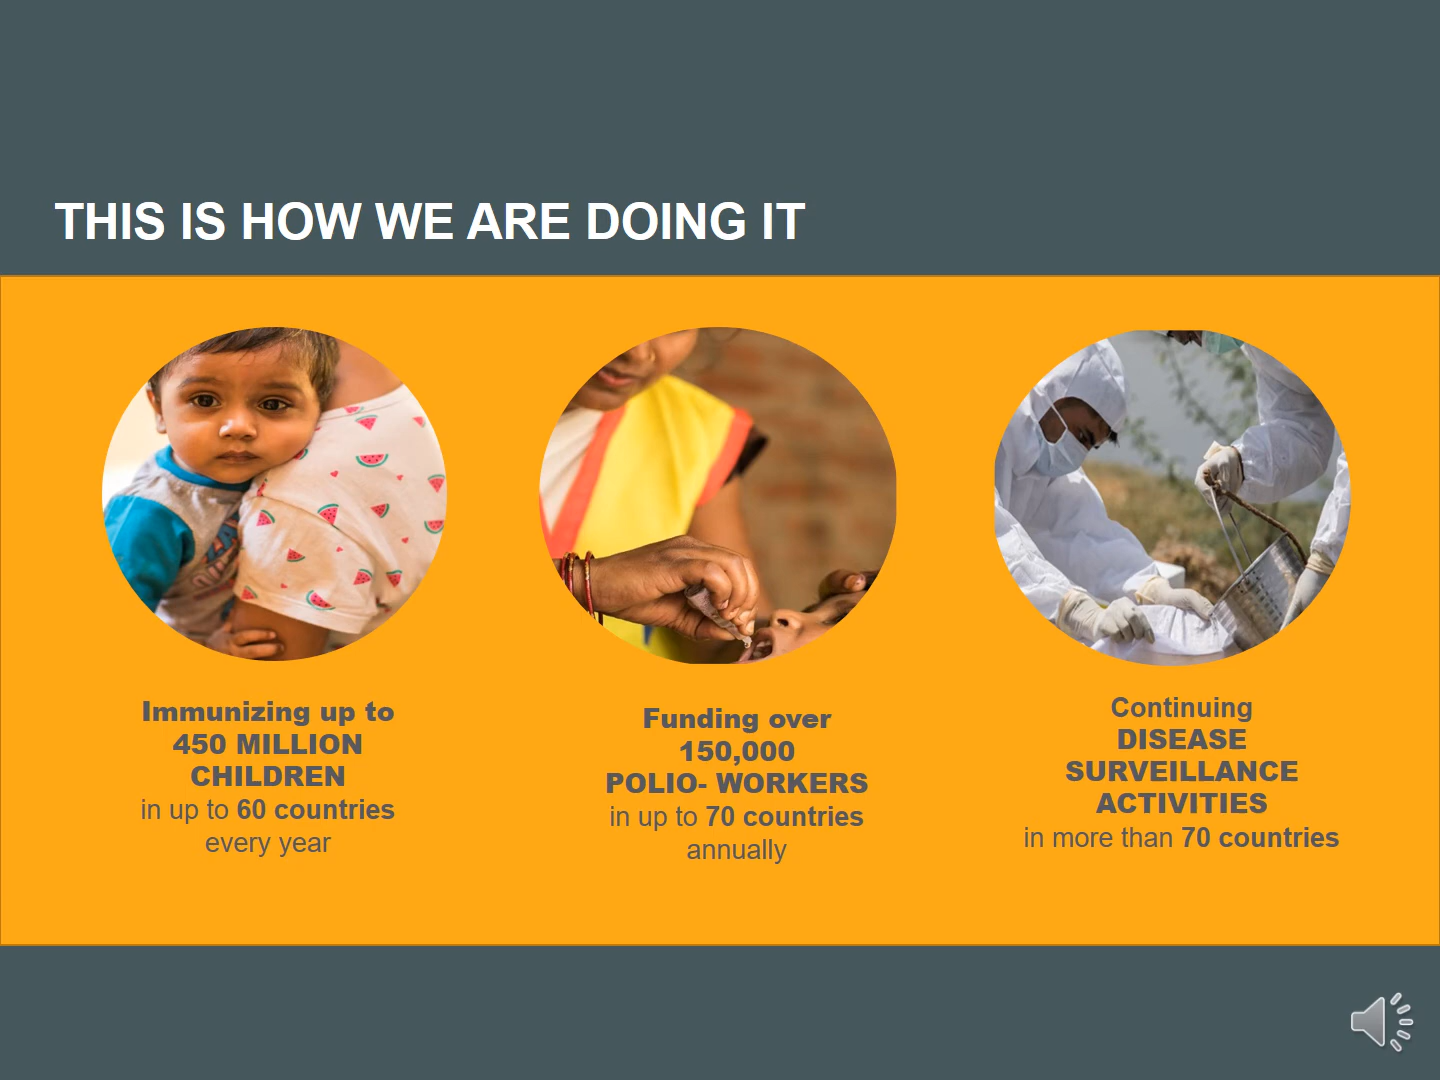 THIS IS HOW WE ARE DOING IT
Immunizing up to
450 MILLION
CHILDREN
in up to 60 countries
every year
Funding over
150,000
POLIO- WORKERS
in up to 70 countries
annually
Continuing
DISEASE
SURVEILLANCE
ACTIVITIES
in more than 70 countries